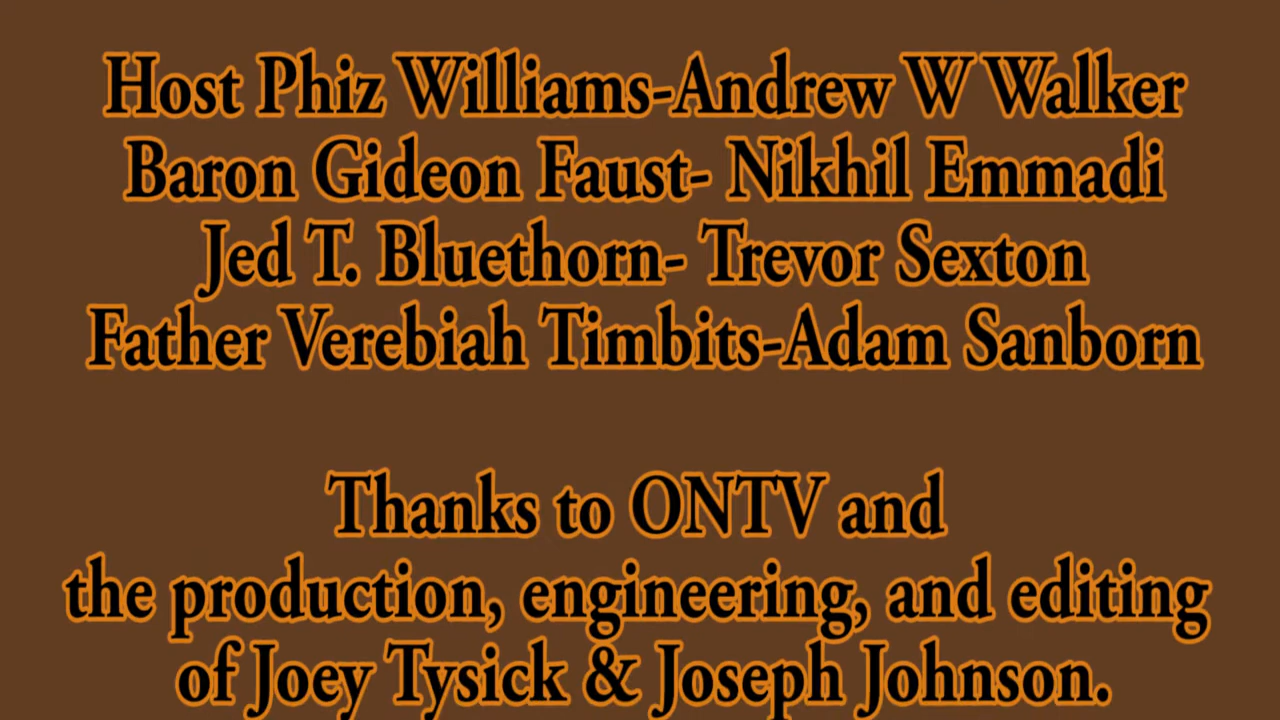 Host Phiz Williams-Andrew W Walker
Baron Gideon Faust- Nikhil Emmadi
Jed T. Bluethorn- Trevor Sexton
Father Verebiah Timbits-Adam Sanborn
Thanks to ONTV and
the production, engineering, and editing
of Joey Tysick & Joseph Johnson.